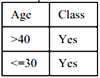 Age Class
>40 Yes
<=30 Yes